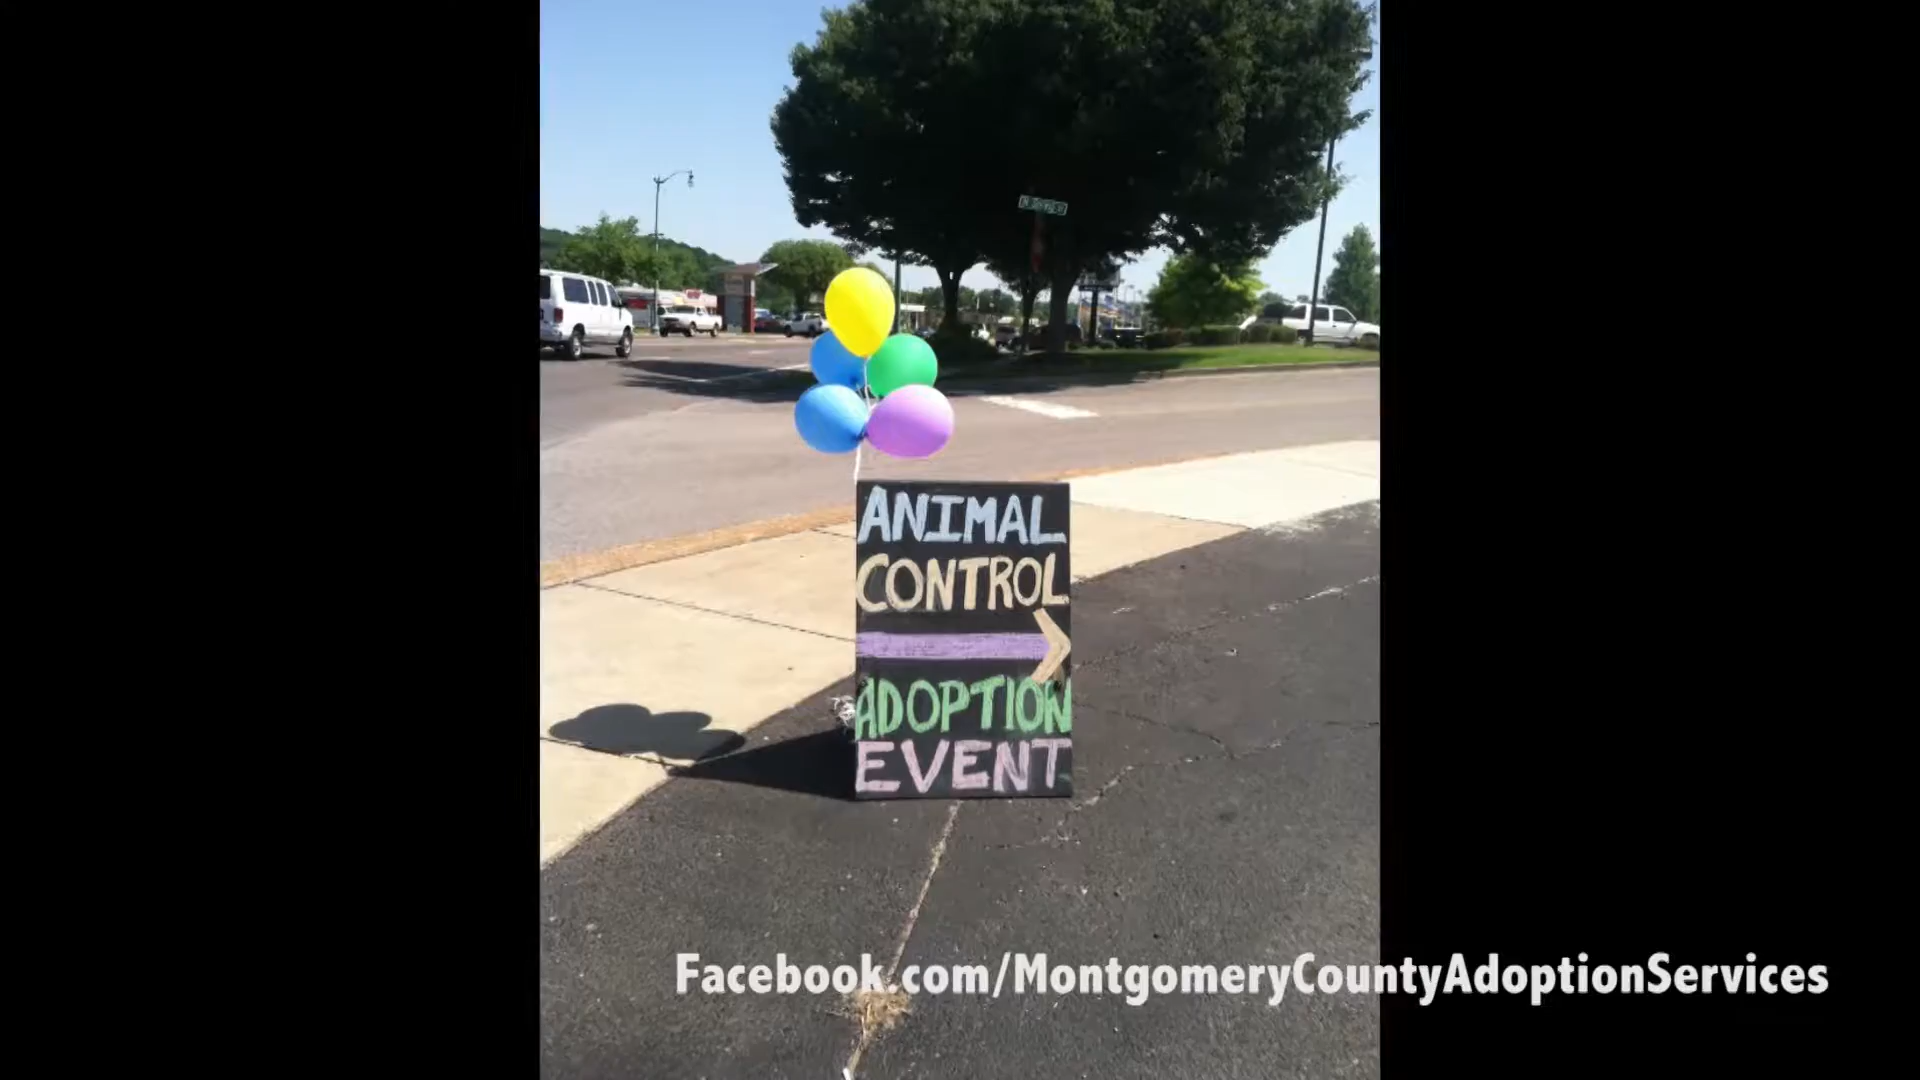 ANIMAL
CONTROL
ADOPTION
EVENT
Facebook.com/MontgomeryCountyAdoptionServices